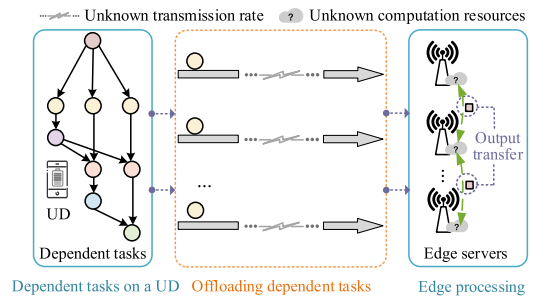 Unknown transmission rate
? Unknown computation resources
?
?
Output
transfer
...
...
?
UD
Dependent tasks
Edge servers
Dependent tasks on a UD
Offloading dependent tasks
Edge processing